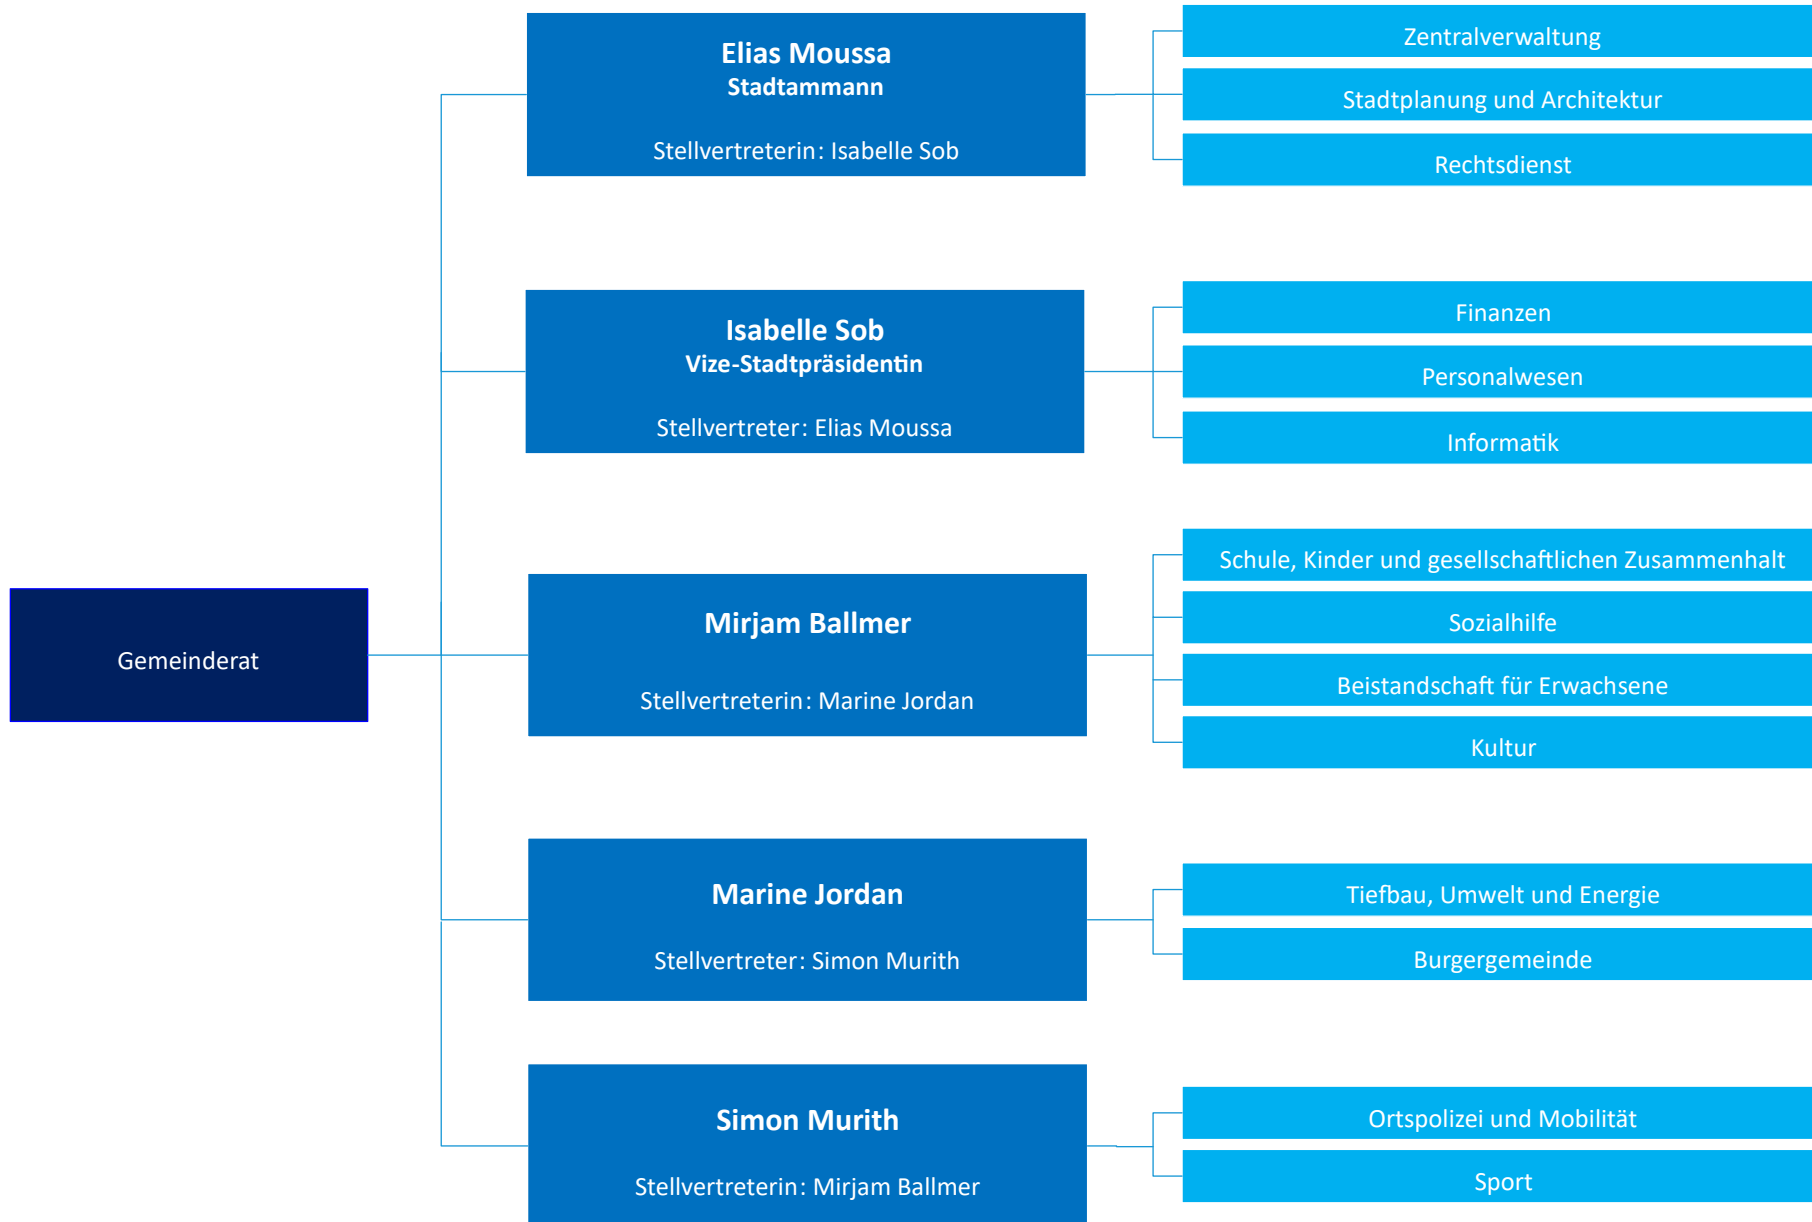 Gemeinderat
Elias Moussa
Stadtammann
Stellvertreterin: Isabelle Sob
Zentralverwaltung
Stadtplanung und Architektur
Rechtsdienst
Isabelle Sob
Vize-Stadtpräsidentin
Stellvertreter: Elias Moussa
Finanzen
Personalwesen
Informatik
Mirjam Ballmer
Stellvertreterin: Marine Jordan
Schule, Kinder und gesellschaftlichen Zusammenhalt
Sozialhilfe
Beistandschaft für Erwachsene
Kultur
Marine Jordan
Stellvertreter: Simon Murith
Tiefbau, Umwelt und Energie
Burgergemeinde
Simon Murith
Stellvertreterin: Mirjam Ballmer
Ortspolizei und Mobilität
Sport